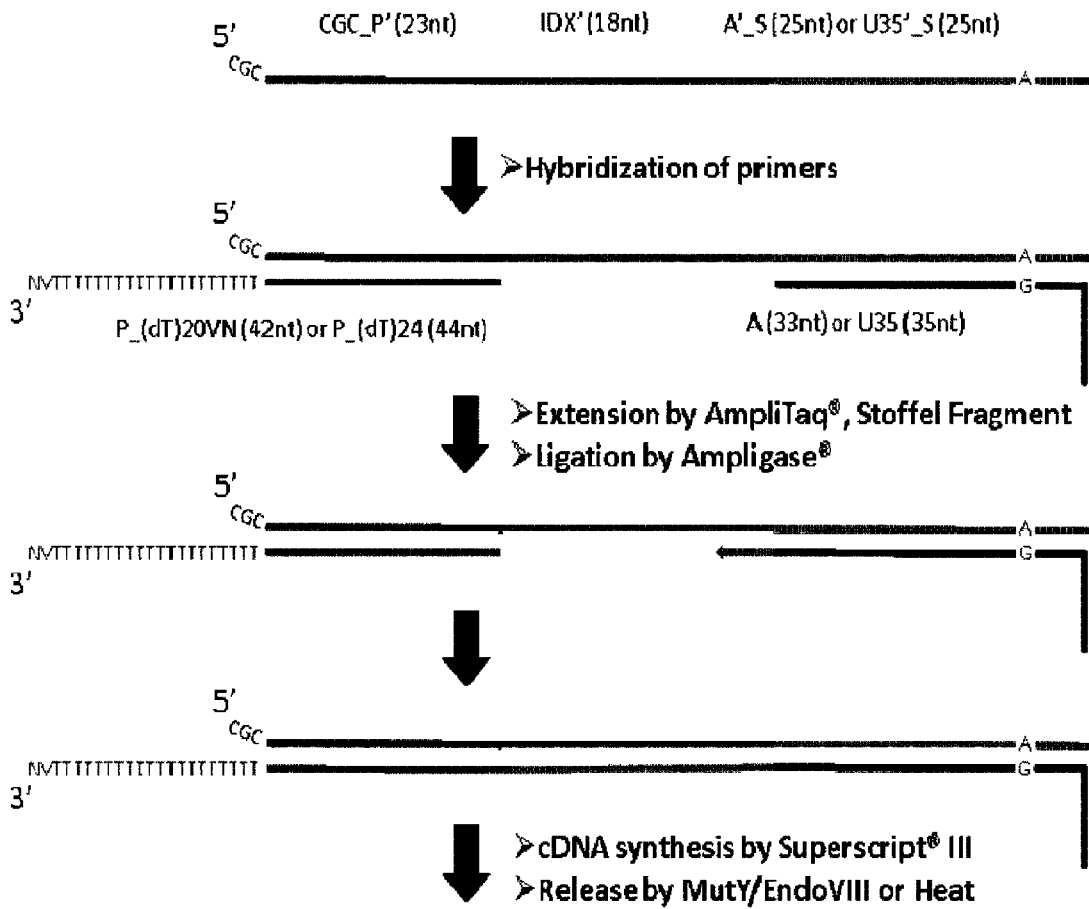 CGC_P' (23nt) IDX' (18nt) A'_S (25nt) or U35'_S (25nt)
5'
CGC
A
➢Hybridization of primers
5'
CGC
A
NVTTTTTTTTTTTTTTTTTTTT
G
3'
P_(dT)20VN (42nt) or P_(dT)24 (44nt) A (33nt) or U35 (35nt)
➢Extension by AmpliTaq®, Stoffel Fragment
➢Ligation by Ampligase®
5'
CGC
A
NVTTTTTTTTTTTTTTTTTTTT
G
3'
5'
CGC
A
NVTTTTTTTTTTTTTTTTTTTT
G
3'
➢cDNA synthesis by Superscript® III
➢Release by MutY/EndoVIII or Heat